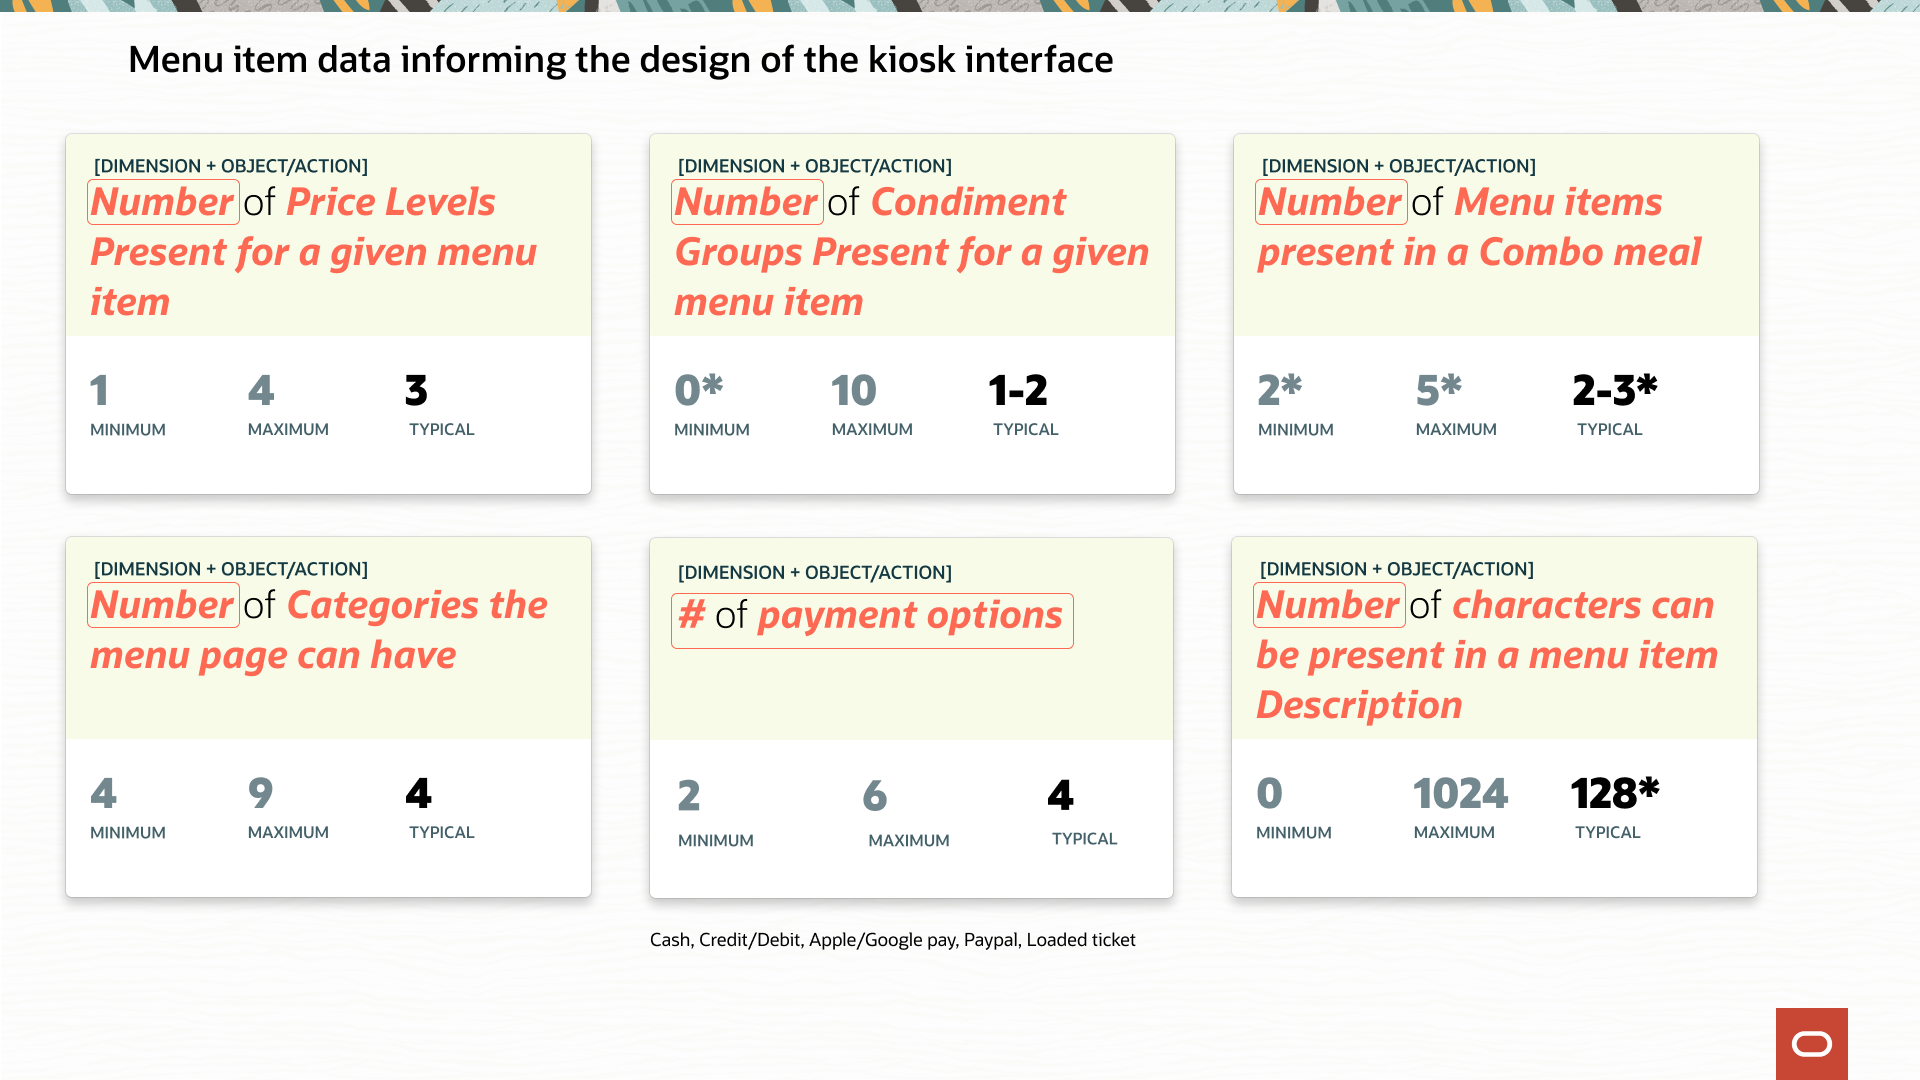 Menu item data informing the design of the kiosk interface
[DIMENSION + OBJECT/ACTION]
Number of Price Levels
Present for a given menu
item
1
4
3
MINIMUM
MAXIMUM
TYPICAL
[DIMENSION + OBJECT/ACTION]
Number of Condiment
Groups Present for a given
menu item
0*
10
1-2
MINIMUM
MAXIMUM
TYPICAL
[DIMENSION + OBJECT/ACTION]
Number of Menu items
present in a Combo meal
2*
5*
2-3*
MINIMUM
MAXIMUM
TYPICAL
[DIMENSION + OBJECT/ACTION]
Number of Categories the
menu page can have
4
9
4
MINIMUM
MAXIMUM
TYPICAL
[DIMENSION + OBJECT/ACTION]
# of payment options
2
6
4
MINIMUM
MAXIMUM
TYPICAL
Cash, Credit/Debit, Apple/Google pay, Paypal, Loaded ticket
[DIMENSION + OBJECT/ACTION]
Number of characters can
be present in a menu item
Description
0
1024
128*
MINIMUM
MAXIMUM
TYPICAL